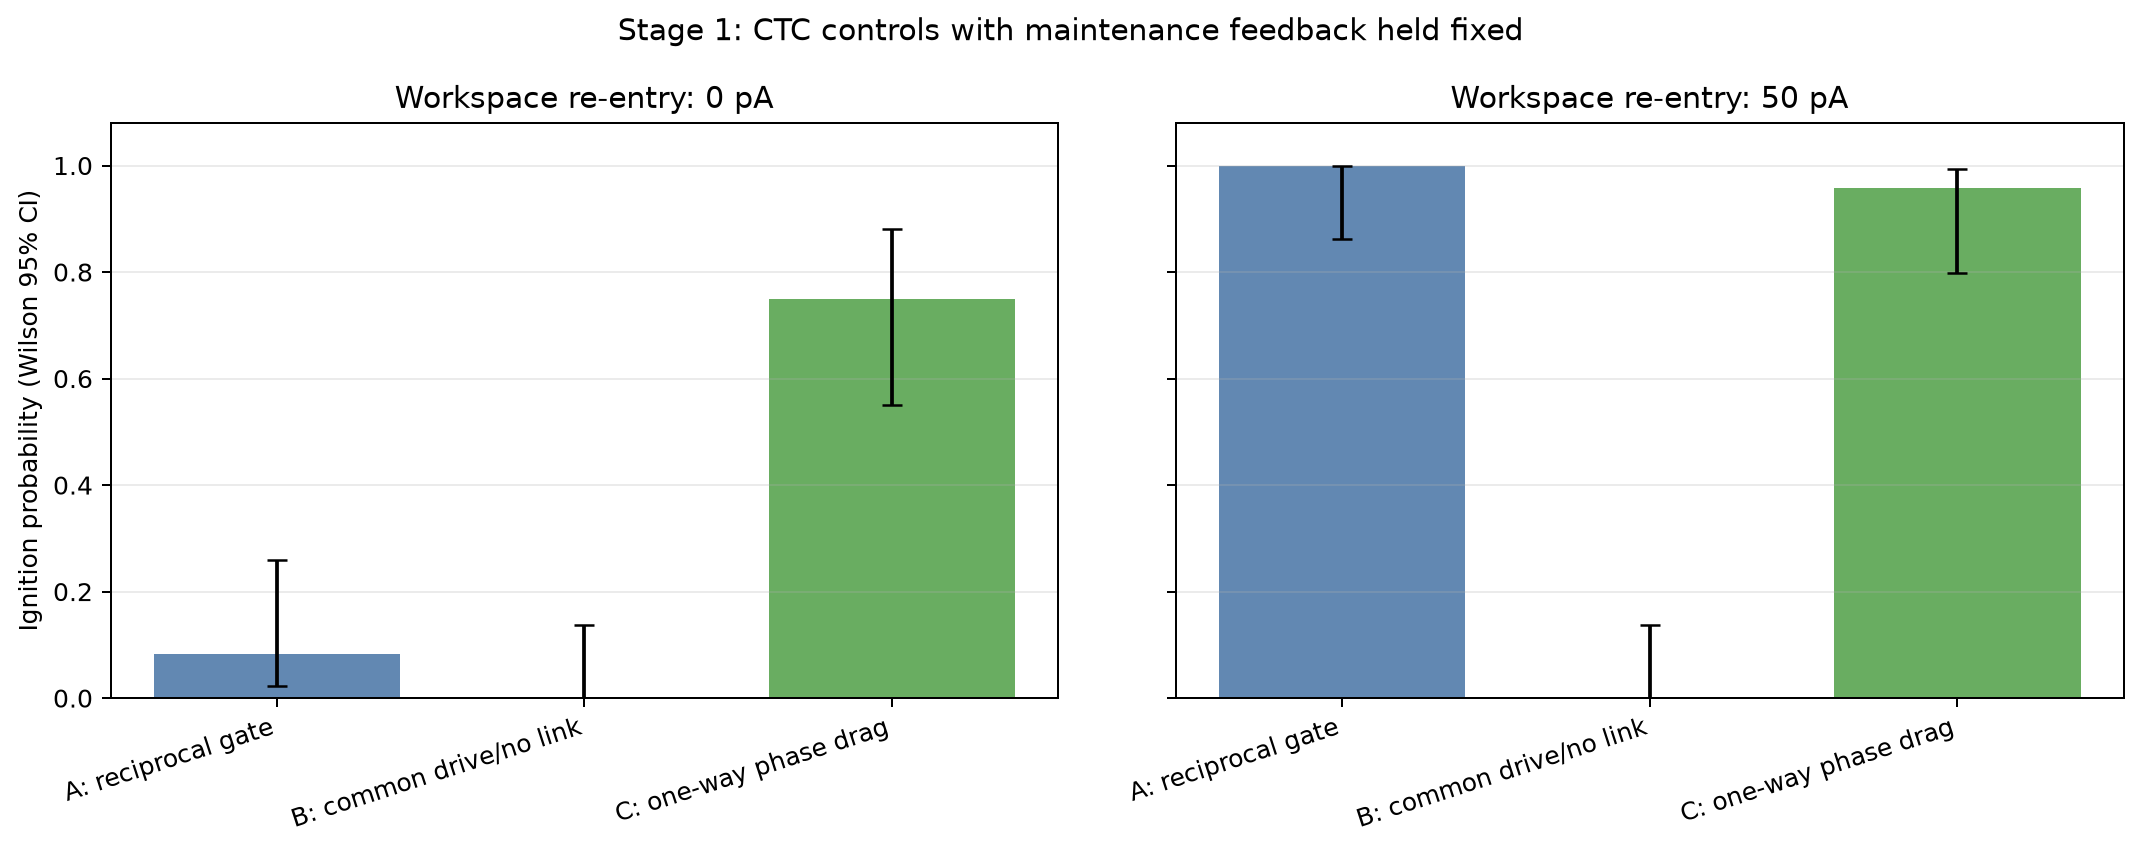 Stage 1: CTC controls with maintenance feedback held fixed
Workspace re-entry: 0 pA
Ignition probability (Wilson 95% CI)
1.0
0.8
0.6
0.4
0.2
0.0
A: reciprocal gate
B: common drive/no link
C: one-way phase drag
Workspace re-entry: 50 pA
A: reciprocal gate
B: common drive/no link
C: one-way phase drag